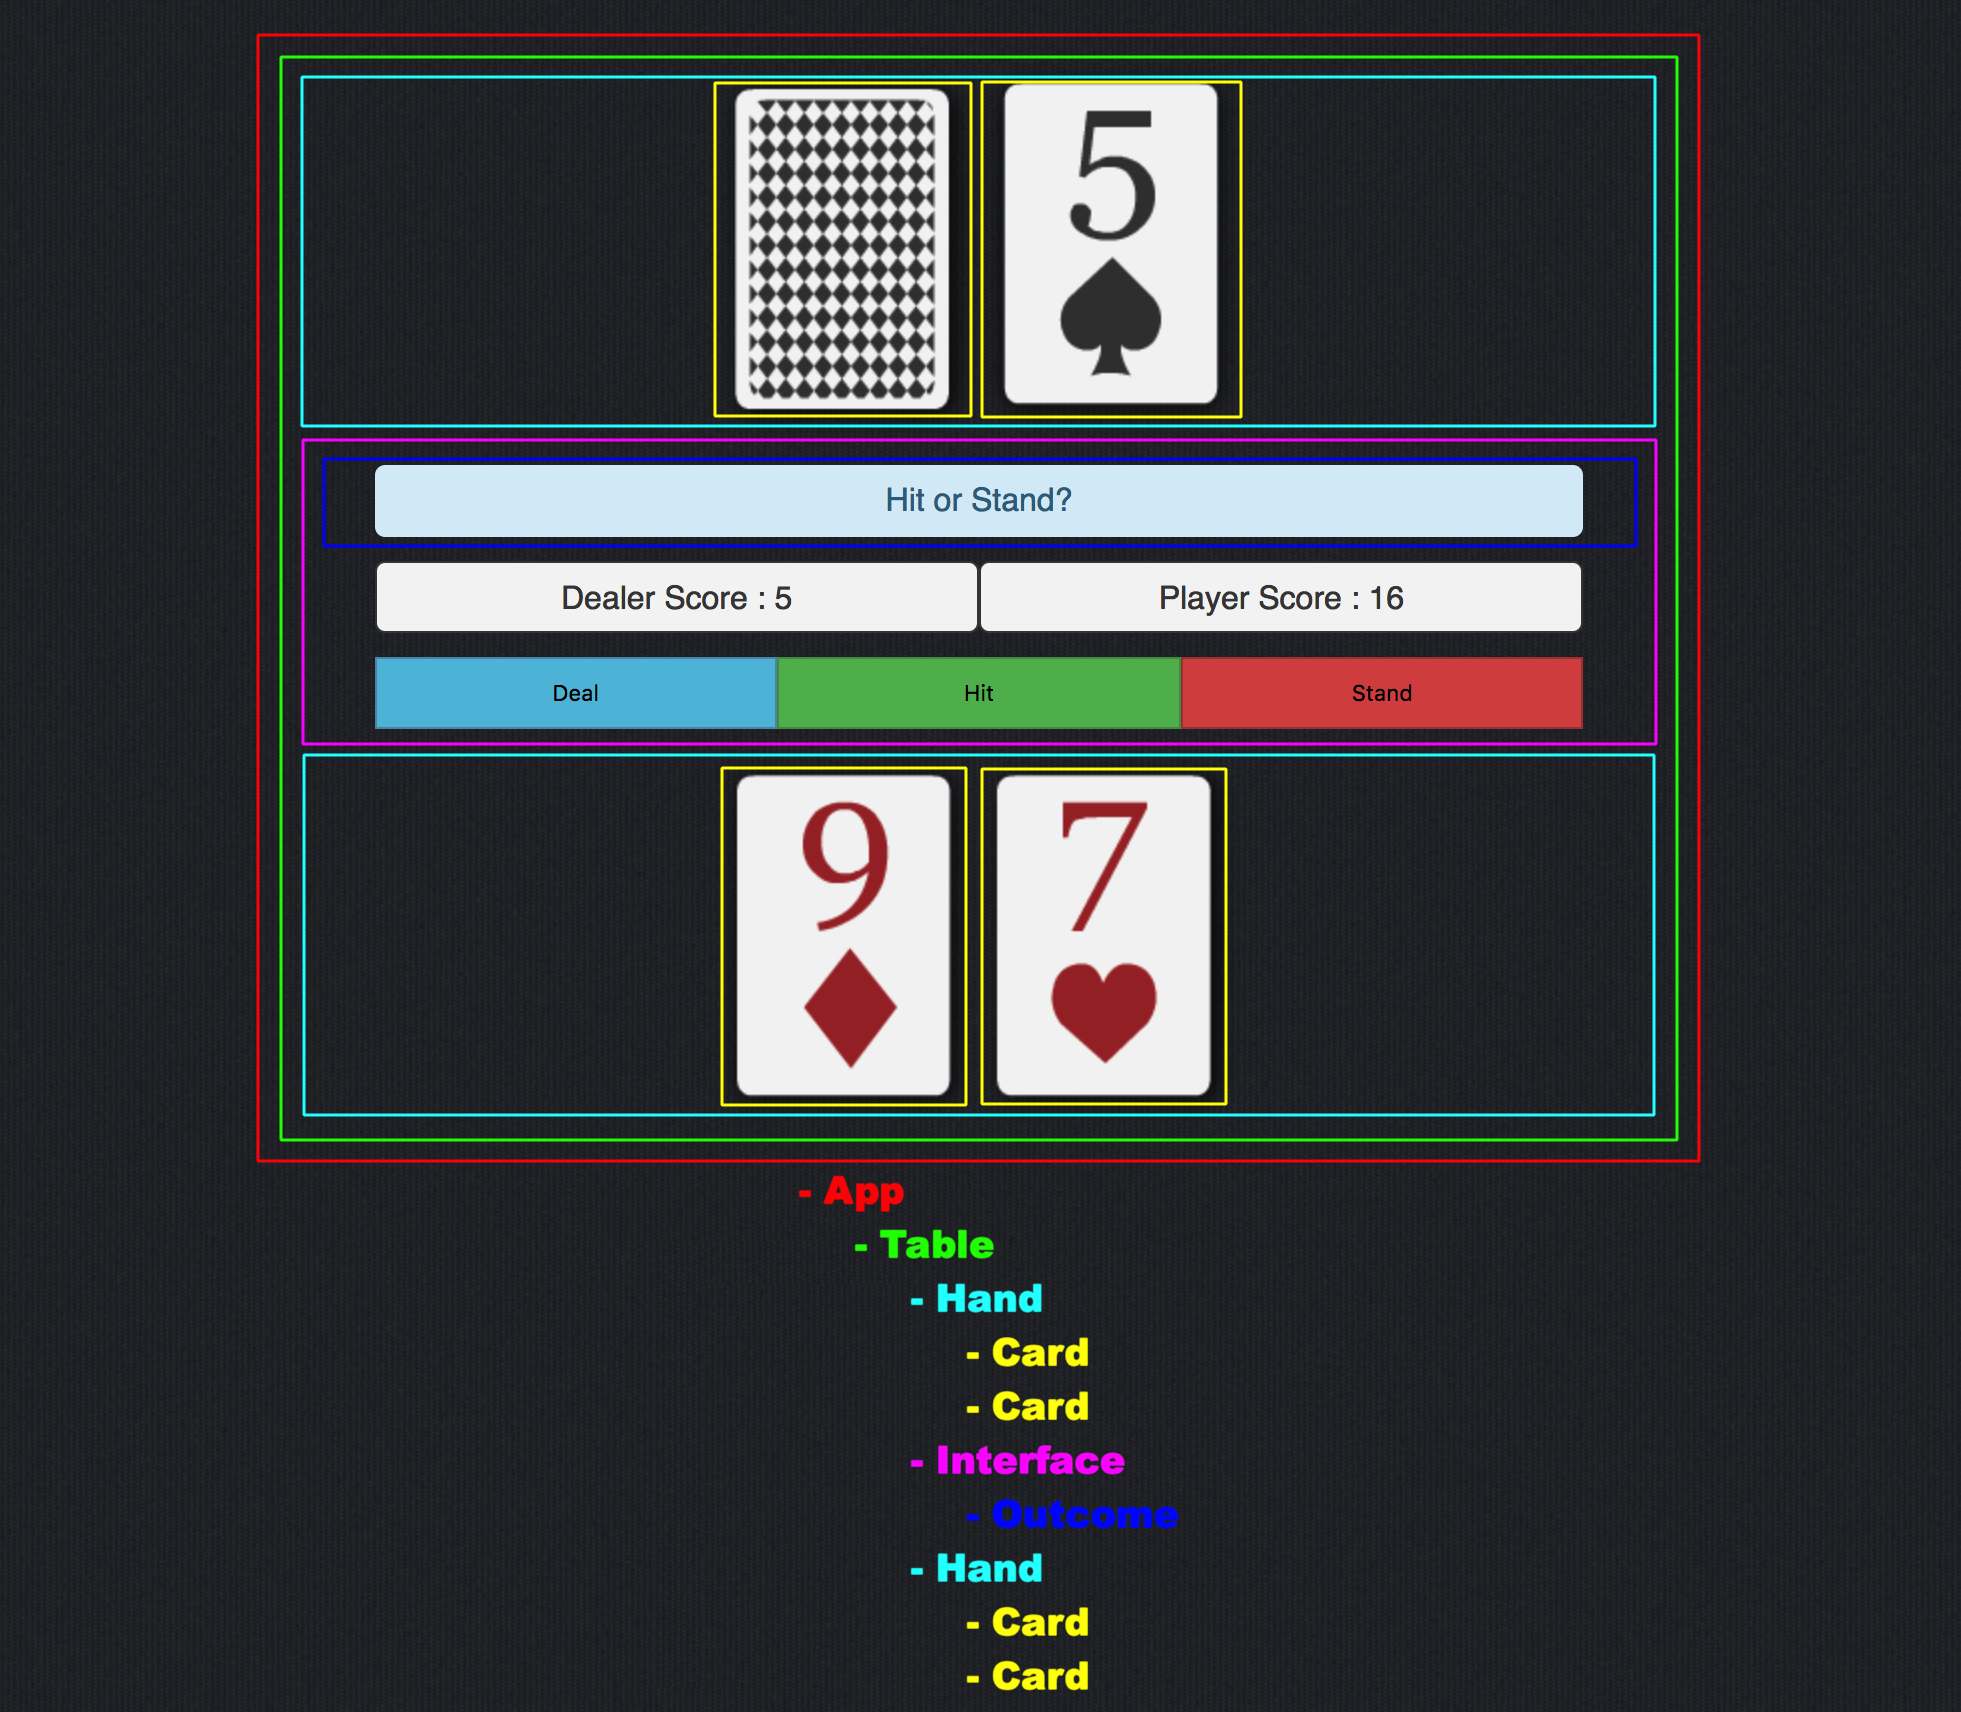 5
Hit or Stand?
Dealer Score : 5 Player Score : 16
Deal Hit Stand
9 7
- App
- Table
- Hand
- Card
- Card
- Interface
- Outcome
- Hand
- Card
- Card